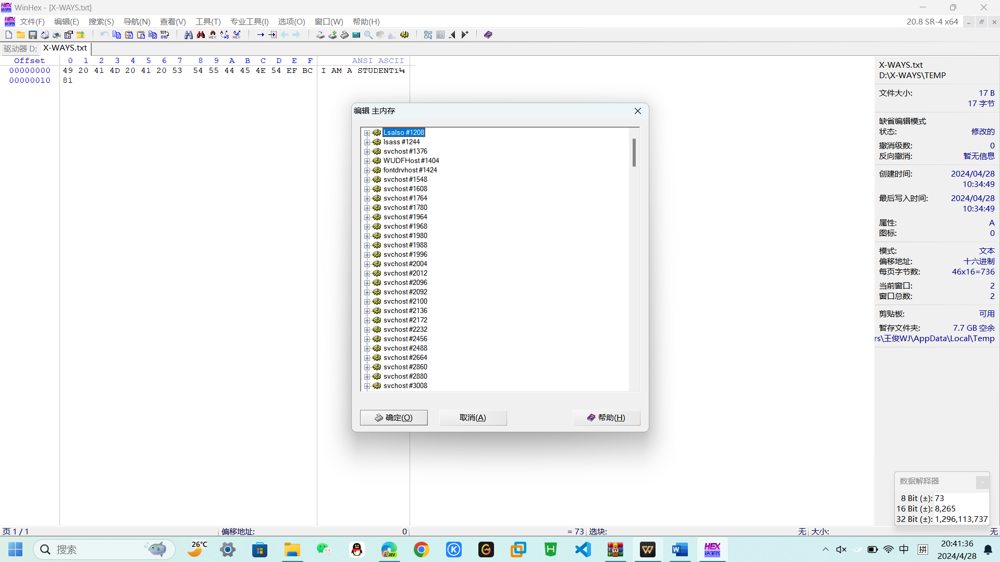 WinHex - [X-WAYS.txt]
文件(F) 编辑(E) 搜索(S) 导航(N) 查看(V) 工具(T) 专业工具(I) 选项(O) 窗口(W) 帮助(H) 20.8 SR-4 x64
驱动器 D: X-WAYS.txt
Offset 0 1 2 3 4 5 6 7 8 9 A B C D E F ANSI ASCII
00000000 49 20 41 4D 20 41 20 53 54 55 44 45 4E 54 EF BC I AM A STUDENTï¼
00000010 81
编辑 主内存
Lsalso #1208
lsass #1244
svchost #1376
WUDFHost #1404
fontdrvhost #1424
svchost #1548
svchost #1608
svchost #1764
svchost #1780
svchost #1964
svchost #1968
svchost #1980
svchost #1988
svchost #1996
svchost #2004
svchost #2012
svchost #2096
svchost #2092
svchost #2100
svchost #2136
svchost #2172
svchost #2232
svchost #2456
svchost #2488
svchost #2664
svchost #2860
svchost #2880
svchost #3008
确定(O) 取消(A) 帮助(H)
X-WAYS.txt
D:\X-WAYS\TEMP
文件大小: 17 B
17 字节
缺省编辑模式
状态: 修改的
撤消级数: 0
反向撤消: 暂无信息
创建时间: 2024/04/28
10:34:49
最后写入时间: 2024/04/28
10:34:49
属性: A
图标: 0
模式: 文本
偏移地址: 十六进制
每页字节数: 46x16=736
当前窗口: 2
窗口总数: 2
剪贴板: 可用
暂存文件夹: 7.7 GB 空余
rs\王俊WJ\AppData\Local\Temp
数据解释器
8 Bit (±): 73
16 Bit (±): 8,265
32 Bit (±): 1,296,113,737
页 1 / 1 偏移地址: 0 = 73 选块: 无 大小: 无
搜索 26°C 中 拼 20:41:36
2024/4/28